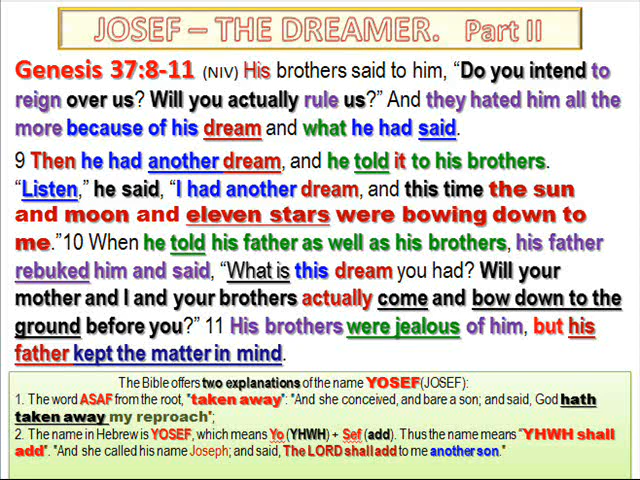 JOSEF – THE DREAMER. Part II
Genesis 37:8-11 (NIV) His brothers said to him, “Do you intend to
reign over us? Will you actually rule us?” And they hated him all the
more because of his dream and what he had said.
9 Then he had another dream, and he told it to his brothers.
“Listen,” he said, “I had another dream, and this time the sun
and moon and eleven stars were bowing down to
me.”10 When he told his father as well as his brothers, his father
rebuked him and said, “What is this dream you had? Will your
mother and I and your brothers actually come and bow down to the
ground before you?” 11 His brothers were jealous of him, but his
father kept the matter in mind.
The Bible offers two explanations of the name YOSEF(JOSEF):
1. The word ASAF from the root, "taken away": "And she conceived, and bare a son; and said, God hath
taken away my reproach";
2. The name in Hebrew is YOSEF, which means Yo (YHWH) + Sef (add). Thus the name means "YHWH shall
add". "And she called his name Joseph; and said, The LORD shall add to me another son."